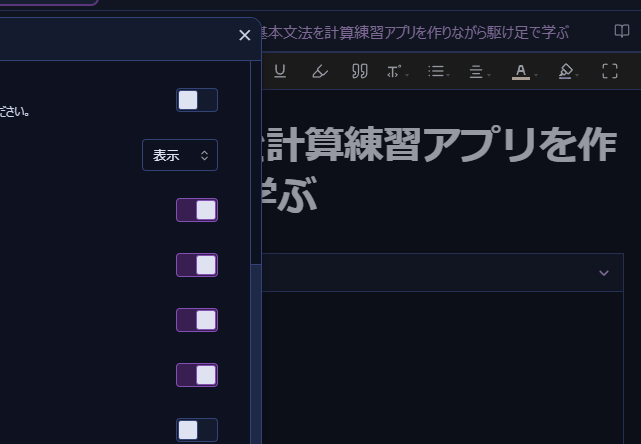 基本文法を計算練習アプリを作りながら駆け足で学ぶ
ださい。
表示
計算練習アプリを作
学ぶ